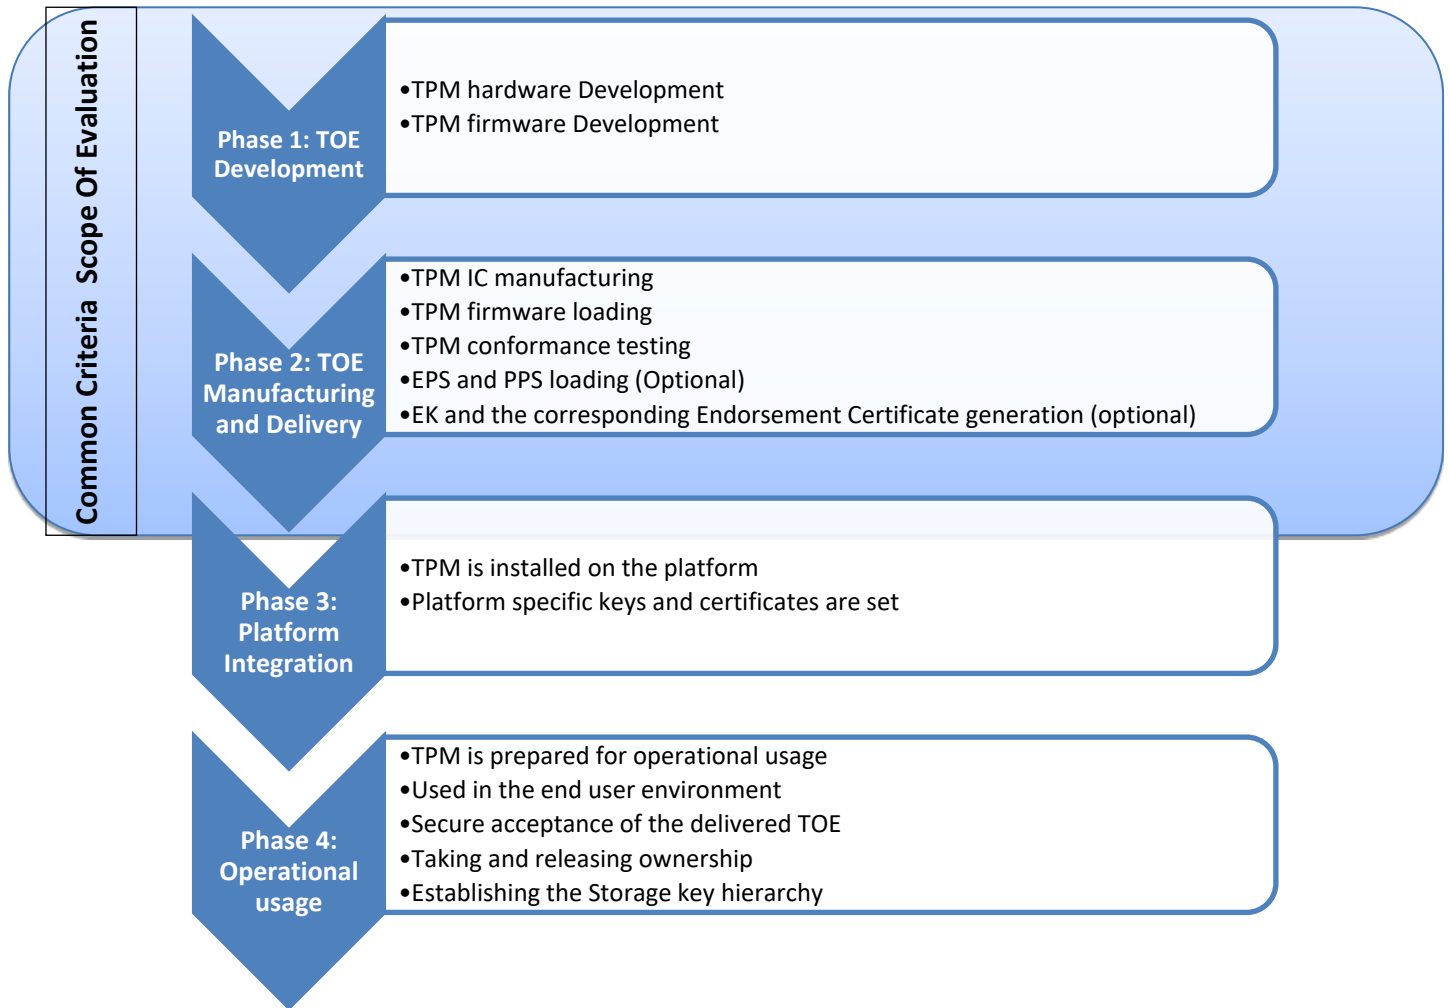 Common Criteria  Scope Of Evaluation
Phase 1: TOE
Development
•TPM hardware Development
•TPM firmware Development
Phase 2: TOE
Manufacturing
and Delivery
•TPM IC manufacturing
•TPM firmware loading
•TPM conformance testing
•EPS and PPS loading (Optional)
•EK and the corresponding Endorsement Certificate generation (optional)
Phase 3:
Platform
Integration
•TPM is installed on the platform
•Platform specific keys and certificates are set
Phase 4:
Operational
usage
•TPM is prepared for operational usage
•Used in the end user environment
•Secure acceptance of the delivered TOE
•Taking and releasing ownership
•Establishing the Storage key hierarchy